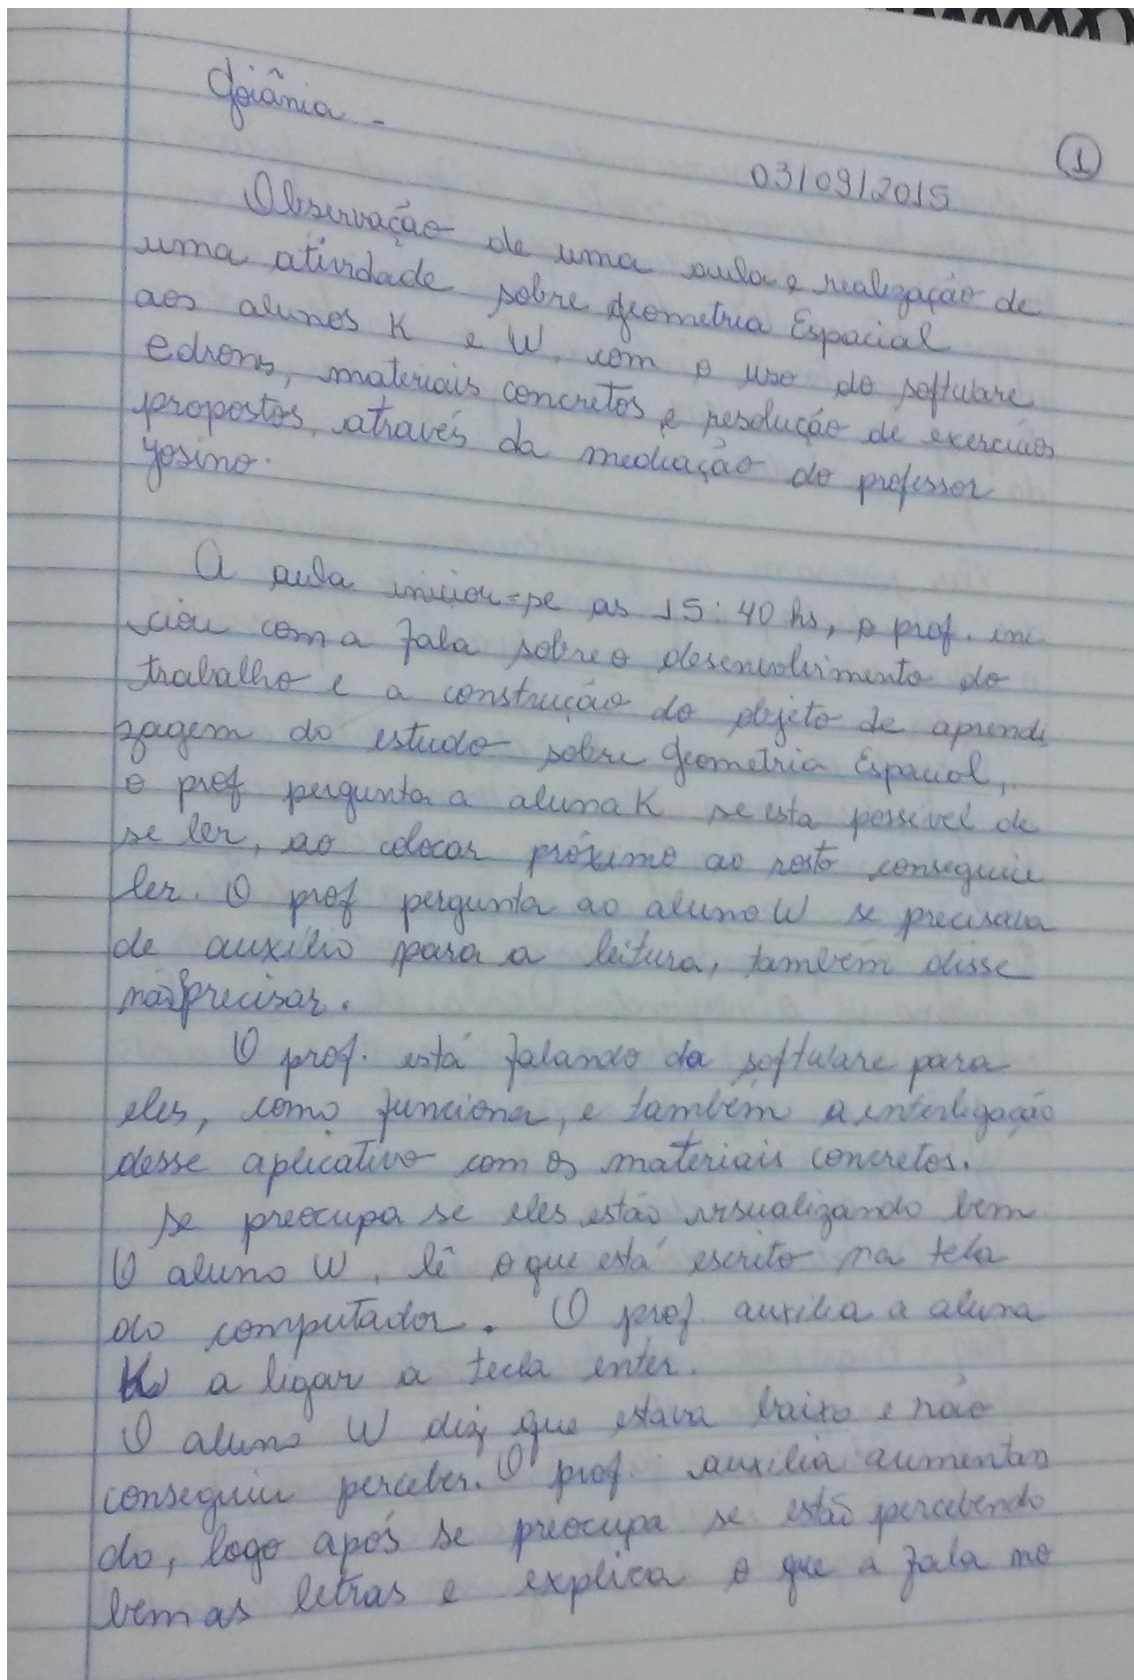 Goiânia -
①
03/09/2015
Observação de uma aula e realização de
uma atividade sobre geometria Espacial
aos alunos K e W, com o uso do software
edrons, materiais concretos e resolução de exercícios
propostos, através da mediação do professor
yosino.
A aula iniciou-se as 15:40 hs, o prof. ini
ciou com a fala sobre o desenvolvimento do
trabalho e a construção do objeto de aprendi
zagem do estudo sobre geometria Espacial,
o prof pergunta a aluna K se esta possivel de
se ler, ao colocar próximo ao rosto conseguiu
ler. O prof pergunta ao aluno W se precisava
de auxílio para a leitura, também disse
não precisar.
O prof. está falando da software para
eles, como funciona, e também a interligação
desse aplicativo com os materiais concretos.
se preocupa se eles estão visualizando bem
O aluno W, lê o que está escrito na tela
do computador. O prof. auxilia a aluna
K a ligar a tecla enter.
O aluno W diz que estava baixo e não
conseguiu perceber. O prof. auxilia aumentan
do, logo após se preocupa se estão percebendo
bem as letras e explica o que a fala no